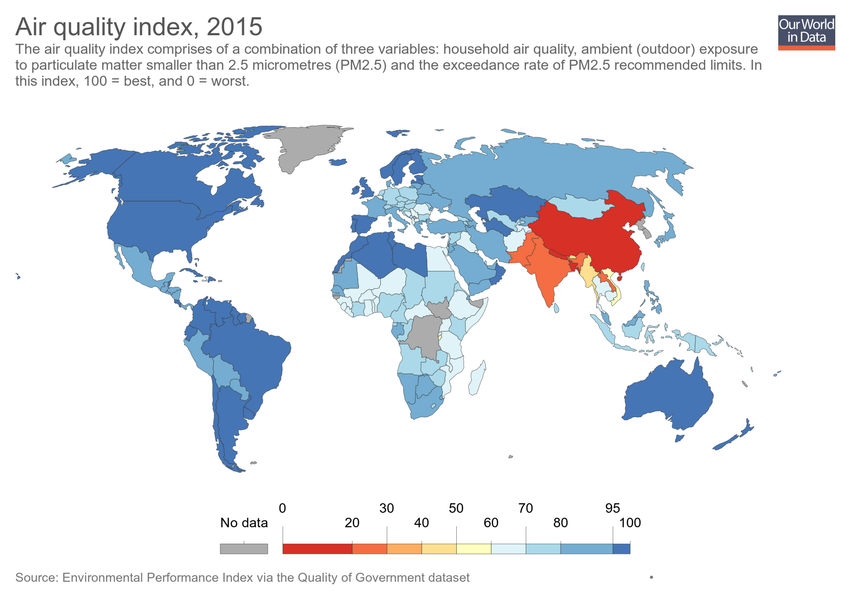 Air quality index, 2015
Our World
in Data
The air quality index comprises of a combination of three variables: household air quality, ambient (outdoor) exposure
to particulate matter smaller than 2.5 micrometres (PM2.5) and the exceedance rate of PM2.5 recommended limits. In
this index, 100 = best, and 0 = worst.
0 30 50 70 95
No data 20 40 60 80 100
Source: Environmental Performance Index via the Quality of Government dataset